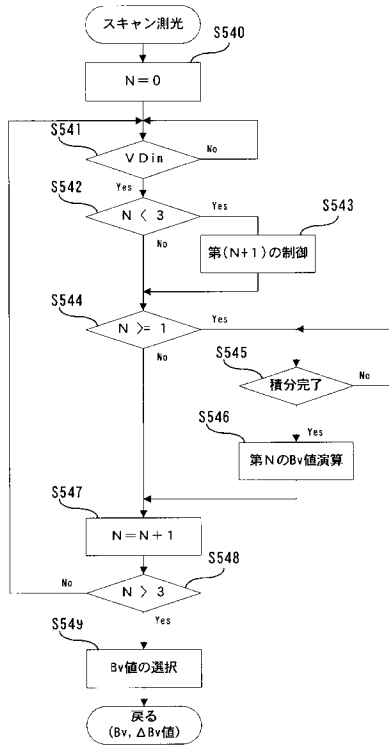 スキャン測光
S540
N=0
S541
VDin
No
Yes
S542
N < 3
Yes
No
S543
第(N+1)の制御
S544
N >= 1
Yes
No
S545
積分完了
No
Yes
S546
第NのBv値演算
S547
N=N+1
S548
N > 3
No
Yes
S549
Bv値の選択
戻る
(Bv, ΔBv値)